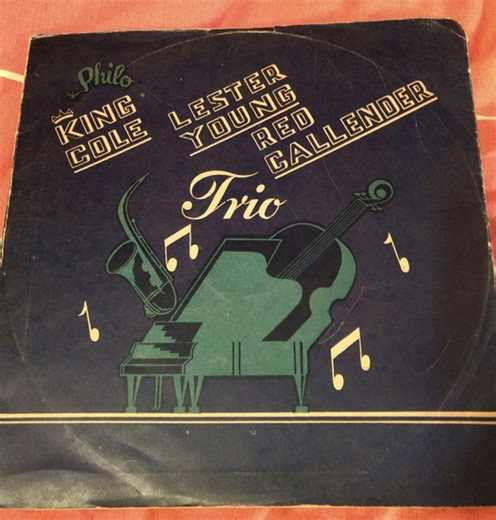 Philo
KING COLE
LESTER YOUNG
RED CALLENDER
Trio